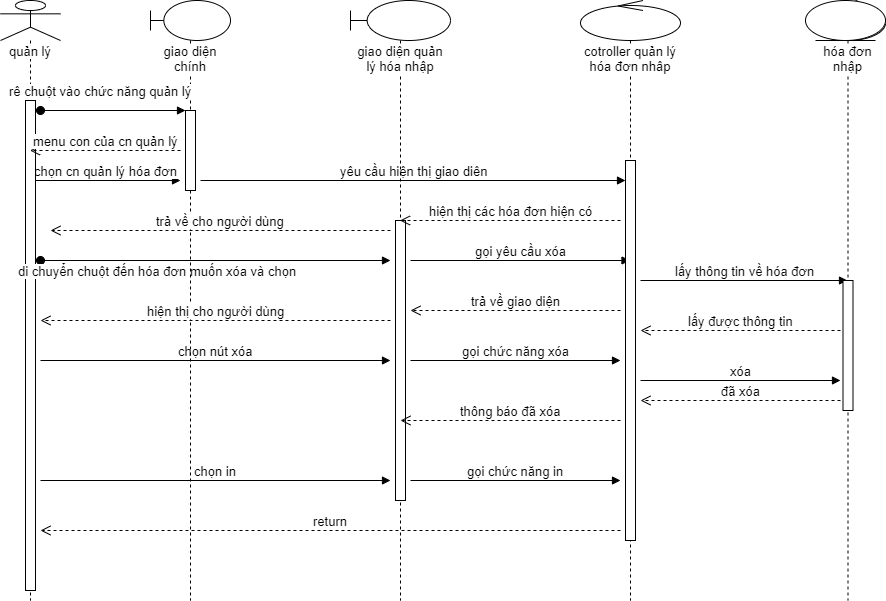 quản lý
giao diện
chính
giao diện quản
lý hóa nhập
cotroller quản lý
hóa đơn nhâp
hóa đơn
nhập
rê chuột vào chức năng quản lý
menu con của cn quản lý
chọn cn quản lý hóa đơn
yêu cầu hiện thị giao diên
hiện thị các hóa đơn hiện có
trả về cho người dùng
gọi yêu cầu xóa
di chuyển chuột đến hóa đơn muốn xóa và chọn
lấy thông tin về hóa đơn
trả về giao diện
hiện thị cho người dùng
lấy được thông tin
chọn nút xóa
gọi chức năng xóa
xóa
đã xóa
thông báo đã xóa
chọn in
gọi chức năng in
return